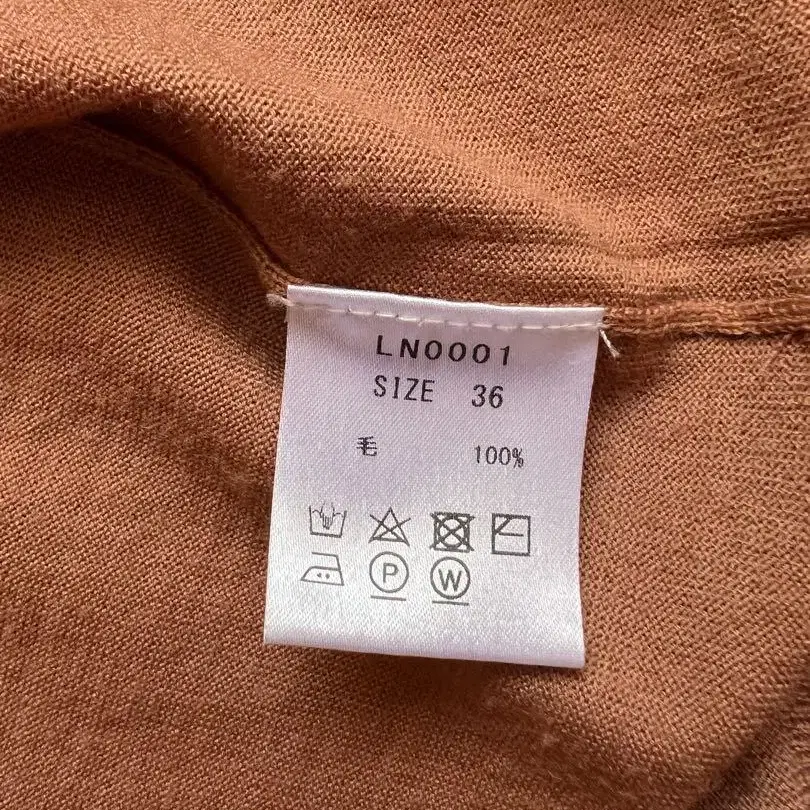 LN0001
SIZE 36
毛 100%
P W